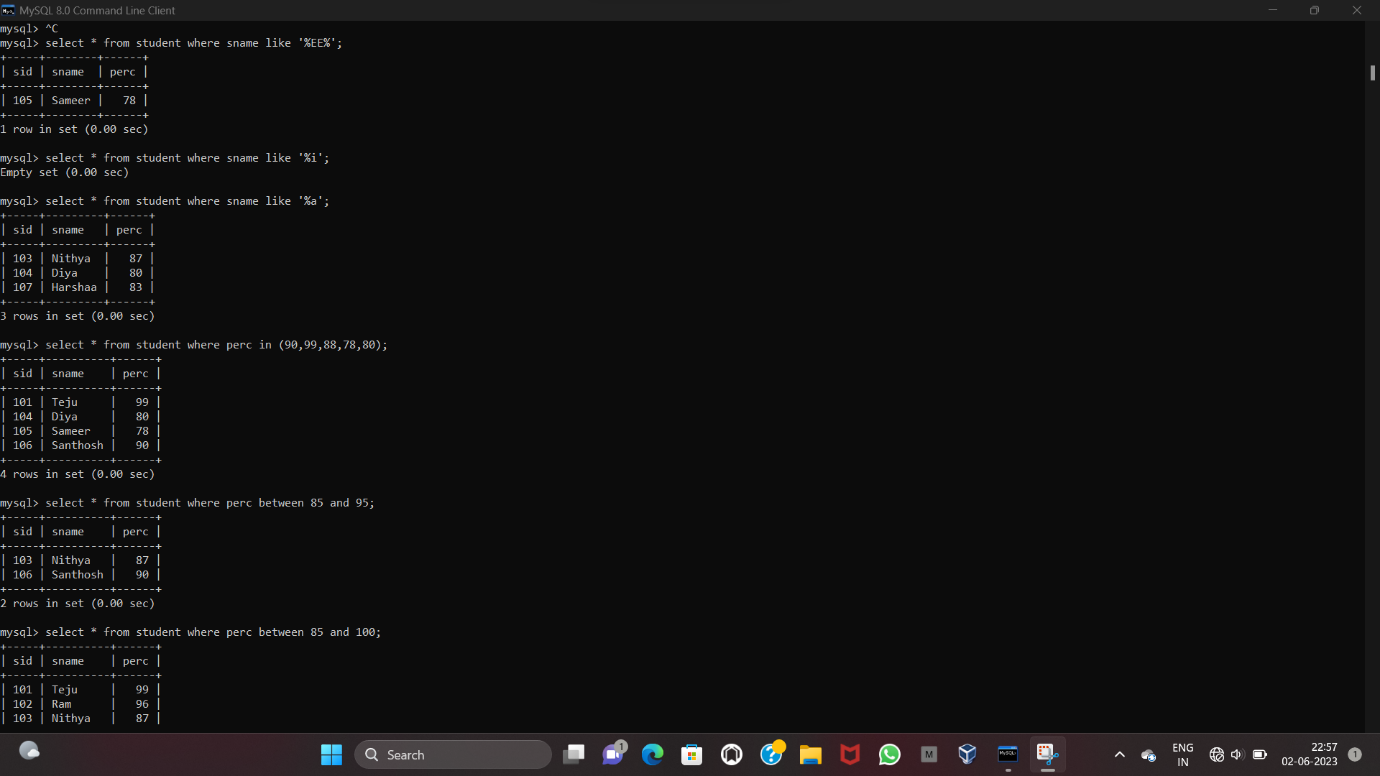 MySQL 8.0 Command Line Client
mysql> ^C
mysql> select * from student where sname like '%EE%';
+-----+--------+------+
| sid | sname  | perc |
+-----+--------+------+
| 105 | Sameer |   78 |
+-----+--------+------+
1 row in set (0.00 sec)
mysql> select * from student where sname like '%i';
Empty set (0.00 sec)
mysql> select * from student where sname like '%a';
+-----+---------+------+
| sid | sname   | perc |
+-----+---------+------+
| 103 | Nithya  |   87 |
| 104 | Diya    |   80 |
| 107 | Harshaa |   83 |
+-----+---------+------+
3 rows in set (0.00 sec)
mysql> select * from student where perc in (90,99,88,78,80);
+-----+----------+------+
| sid | sname    | perc |
+-----+----------+------+
| 101 | Teju     |   99 |
| 104 | Diya     |   80 |
| 105 | Sameer   |   78 |
| 106 | Santhosh |   90 |
+-----+----------+------+
4 rows in set (0.00 sec)
mysql> select * from student where perc between 85 and 95;
+-----+----------+------+
| sid | sname    | perc |
+-----+----------+------+
| 103 | Nithya   |   87 |
| 106 | Santhosh |   90 |
+-----+----------+------+
2 rows in set (0.00 sec)
mysql> select * from student where perc between 85 and 100;
+-----+----------+------+
| sid | sname    | perc |
+-----+----------+------+
| 101 | Teju     |   99 |
| 102 | Ram      |   96 |
| 103 | Nithya   |   87 |
Search
1
M
ENG
IN
22:57
02-06-2023
1